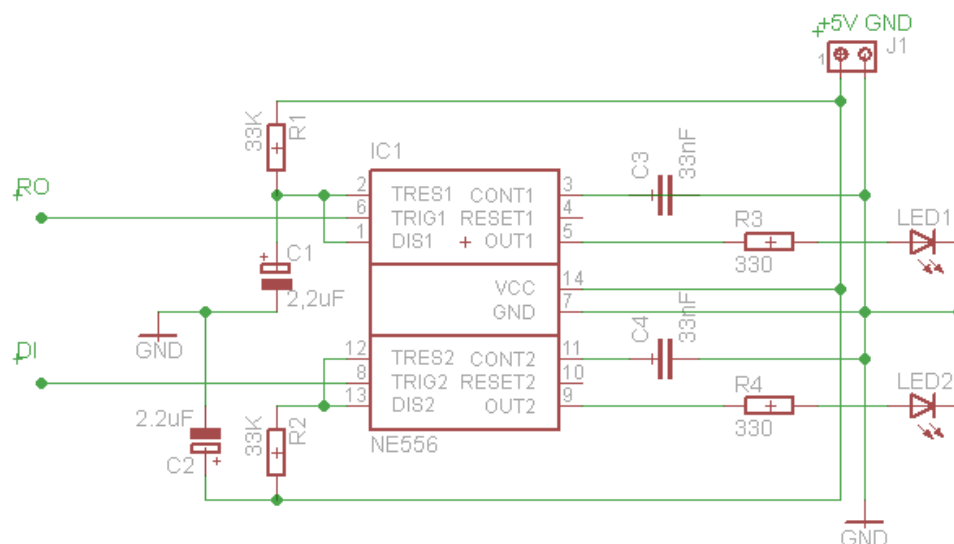 +5V GND
1
J1
33K
R1
IC1
C3
33nF
RO
2
TRES1
CONT1
3
6
TRIG1
RESET1
4
1
DIS1
OUT1
5
R3
330
LED1
C1
2,2uF
VCC
14
GND
7
GND
C4
33nF
DI
12
TRES2
CONT2
11
8
TRIG2
RESET2
10
13
DIS2
OUT2
9
R4
330
LED2
2.2uF
C2
33K
R2
NE556
GND